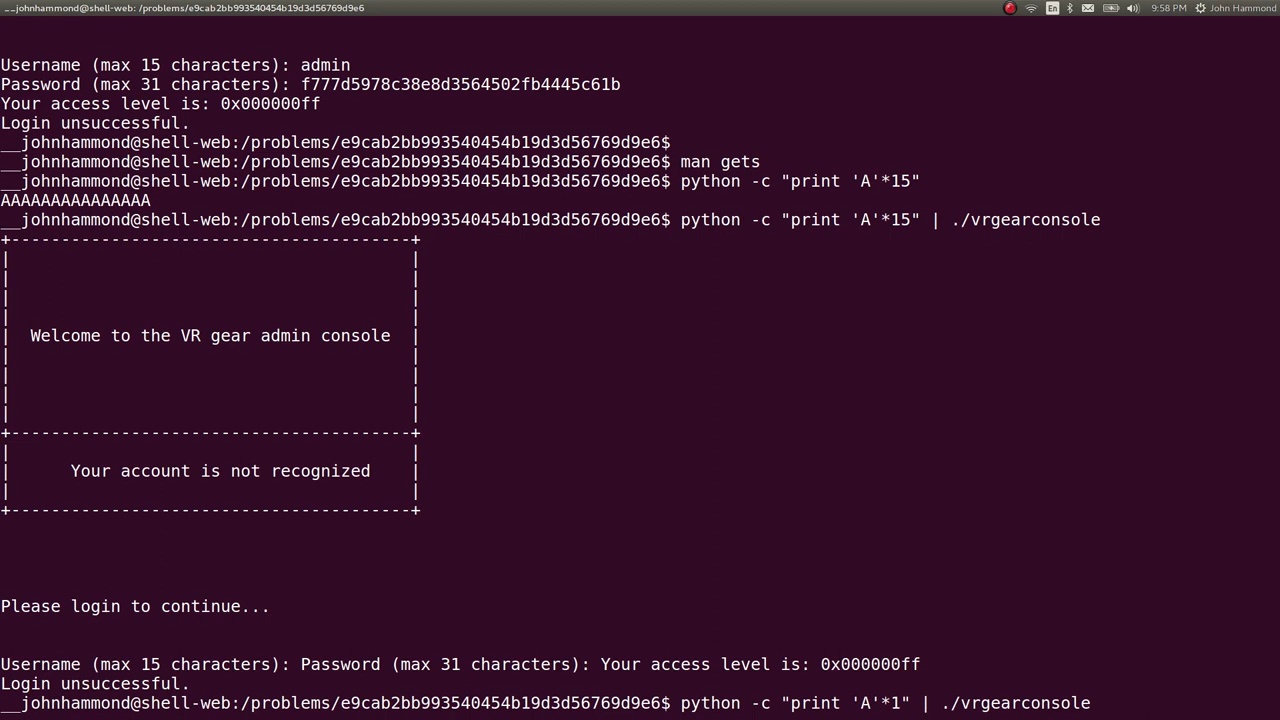 __johnhammond@shell-web: /problems/e9cab2bb993540454b19d3d56769d9e6
En
9:58 PM
John Hammond
Username (max 15 characters): admin
Password (max 31 characters): f777d5978c38e8d3564502fb4445c61b
Your access level is: 0x000000ff
Login unsuccessful.
__johnhammond@shell-web:/problems/e9cab2bb993540454b19d3d56769d9e6$
__johnhammond@shell-web:/problems/e9cab2bb993540454b19d3d56769d9e6$ man gets
__johnhammond@shell-web:/problems/e9cab2bb993540454b19d3d56769d9e6$ python -c "print 'A'*15"
AAAAAAAAAAAAAAA
__johnhammond@shell-web:/problems/e9cab2bb993540454b19d3d56769d9e6$ python -c "print 'A'*15" | ./vrgearconsole
+----------------------------------------+
|                                        |
|                                        |
|                                        |
|                                        |
|  Welcome to the VR gear admin console  |
|                                        |
|                                        |
|                                        |
|                                        |
+----------------------------------------+
|                                        |
|      Your account is not recognized    |
|                                        |
+----------------------------------------+
Please login to continue...
Username (max 15 characters): Password (max 31 characters): Your access level is: 0x000000ff
Login unsuccessful.
__johnhammond@shell-web:/problems/e9cab2bb993540454b19d3d56769d9e6$ python -c "print 'A'*1" | ./vrgearconsole